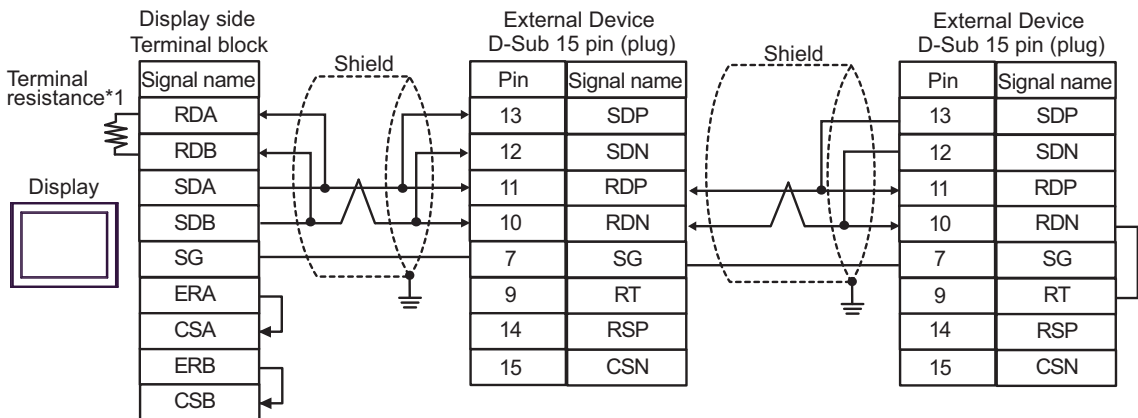 Display side
Terminal block
External Device
D-Sub 15 pin (plug)
External Device
D-Sub 15 pin (plug)
Terminal
resistance*1
Display
Shield
Shield
Signal name
RDA
RDB
SDA
SDB
SG
ERA
CSA
ERB
CSB
Pin Signal name
13 SDP
12 SDN
11 RDP
10 RDN
7 SG
9 RT
14 RSP
15 CSN
Pin Signal name
13 SDP
12 SDN
11 RDP
10 RDN
7 SG
9 RT
14 RSP
15 CSN